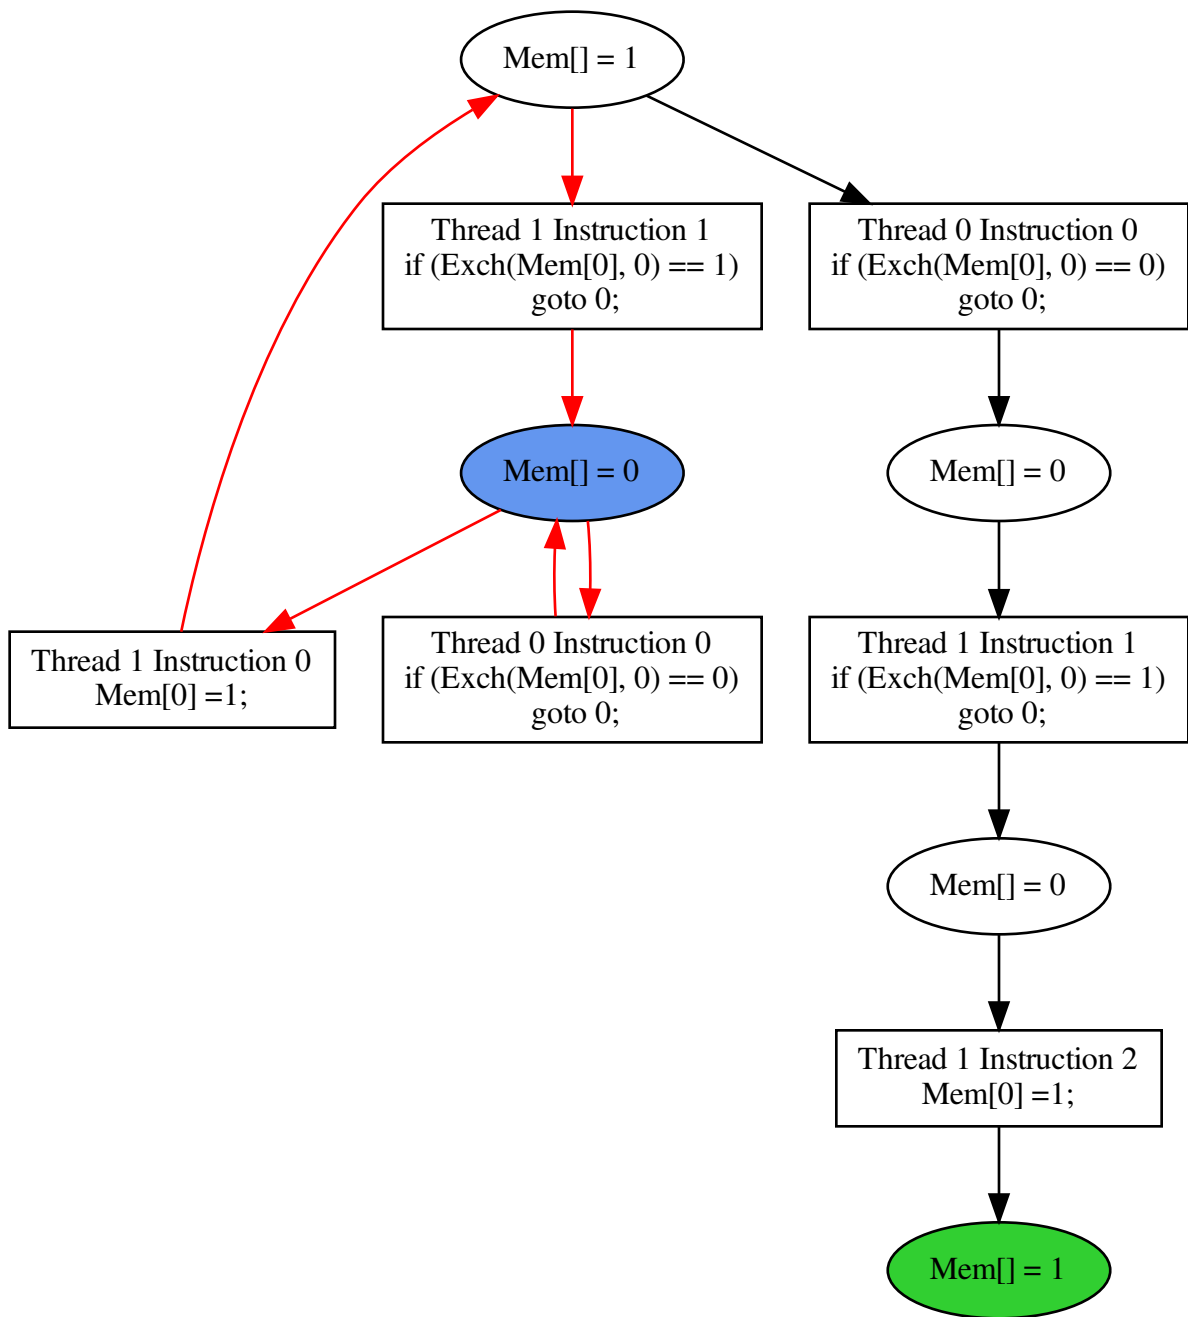 Mem[] = 1
Thread 1 Instruction 1
if (Exch(Mem[0], 0) == 1)
goto 0;
Thread 0 Instruction 0
if (Exch(Mem[0], 0) == 0)
goto 0;
Mem[] = 0
Mem[] = 0
Thread 1 Instruction 0
Mem[0] =1;
Thread 0 Instruction 0
if (Exch(Mem[0], 0) == 0)
goto 0;
Thread 1 Instruction 1
if (Exch(Mem[0], 0) == 1)
goto 0;
Mem[] = 0
Thread 1 Instruction 2
Mem[0] =1;
Mem[] = 1